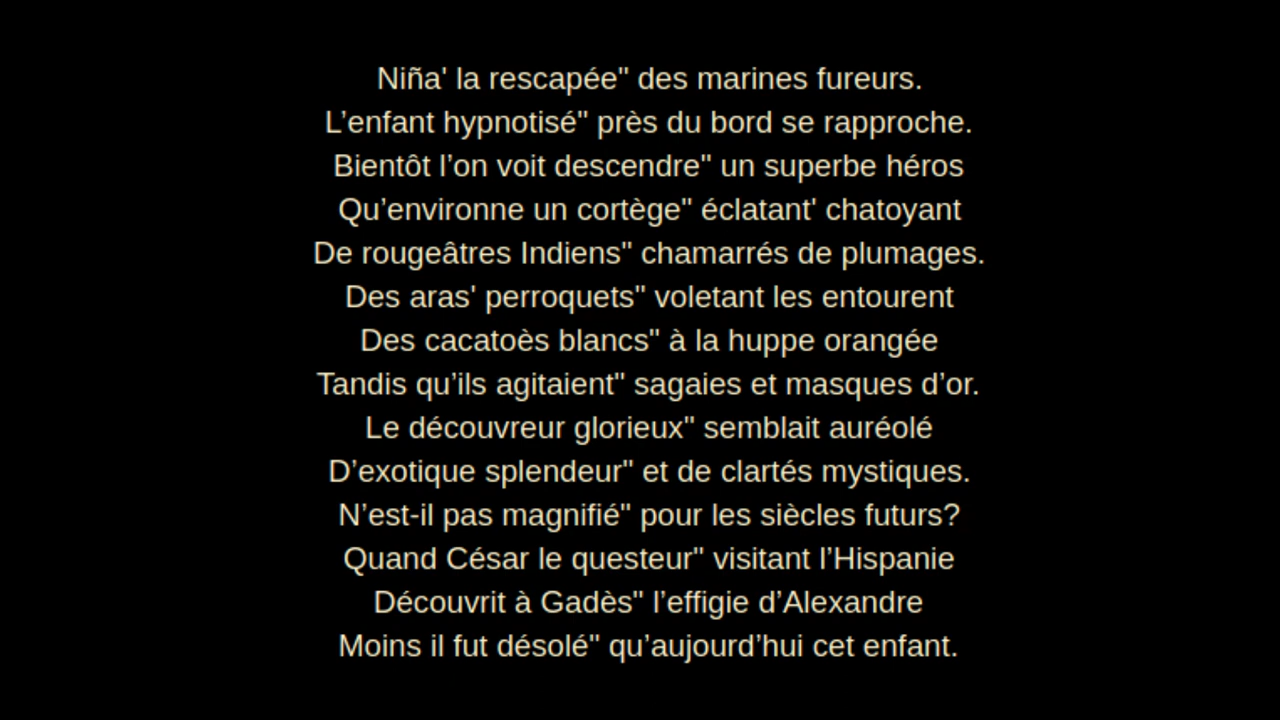 Niña' la rescapée" des marines fureurs.
L’enfant hypnotisé" près du bord se rapproche.
Bientôt l’on voit descendre" un superbe héros
Qu’environne un cortège" éclatant' chatoyant
De rougeâtres Indiens" chamarrés de plumages.
Des aras' perroquets" voletant les entourent
Des cacatoès blancs" à la huppe orangée
Tandis qu’ils agitaient" sagaies et masques d’or.
Le découvreur glorieux" semblait auréolé
D’exotique splendeur" et de clartés mystiques.
N’est-il pas magnifié" pour les siècles futurs?
Quand César le questeur" visitant l’Hispanie
Découvrit à Gadès" l’effigie d’Alexandre
Moins il fut désolé" qu’aujourd’hui cet enfant.